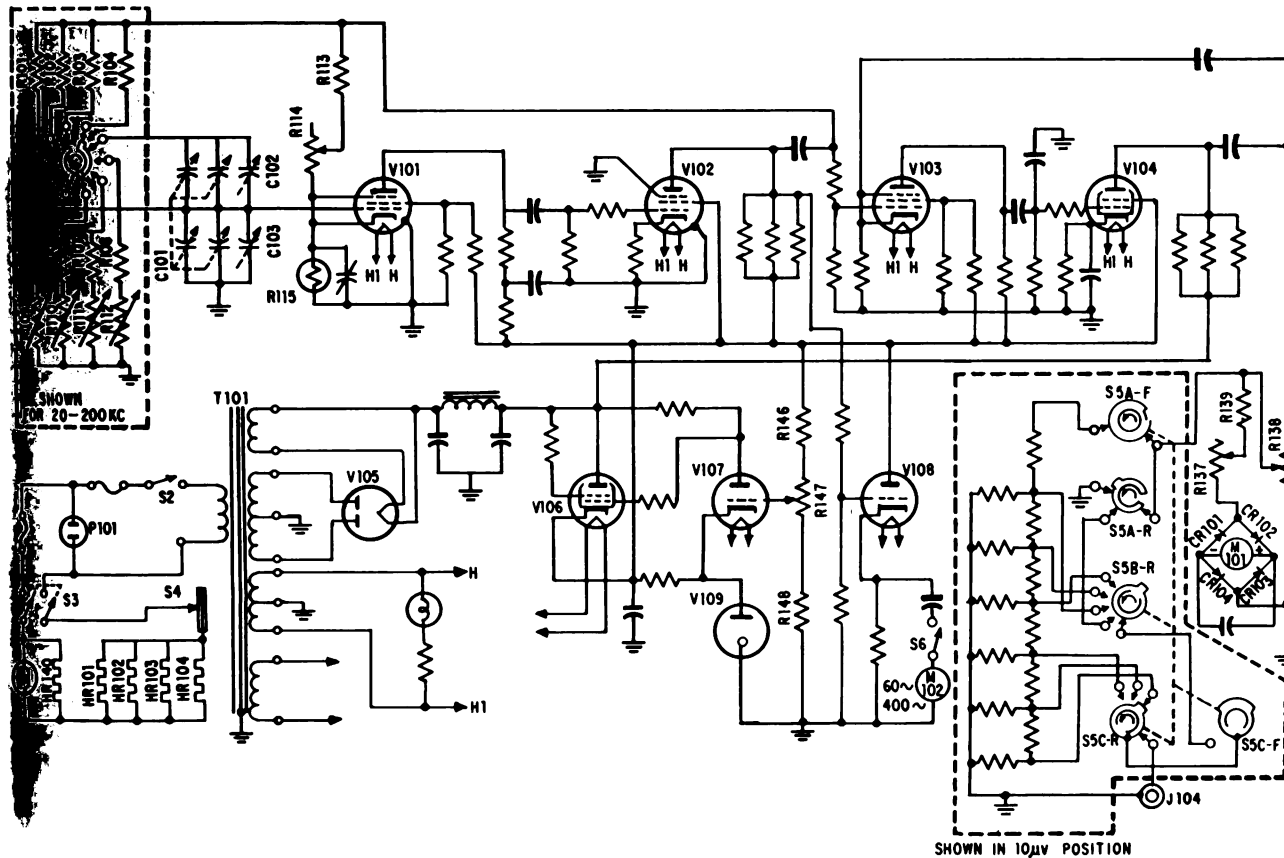 R104
R113
R114
C102
C103
C101
V101
H1 H
R115
V102
H1 H
V103
H1 H
V104
H1 H
R112
SHOWN
FOR 20-200KC
T101
S2
P101
S3
S4
HR101
HR102
HR103
HR104
V105
H
H1
V106
V107
V109
R146
R147
R148
V108
S6
60~
400~
M
102
S5A-F
S5A-R
S5B-R
S5C-R
S5C-F
J104
R139
R138
R137
CR101
CR102
CR104
CR103
- M +
101
SHOWN IN 10μv POSITION